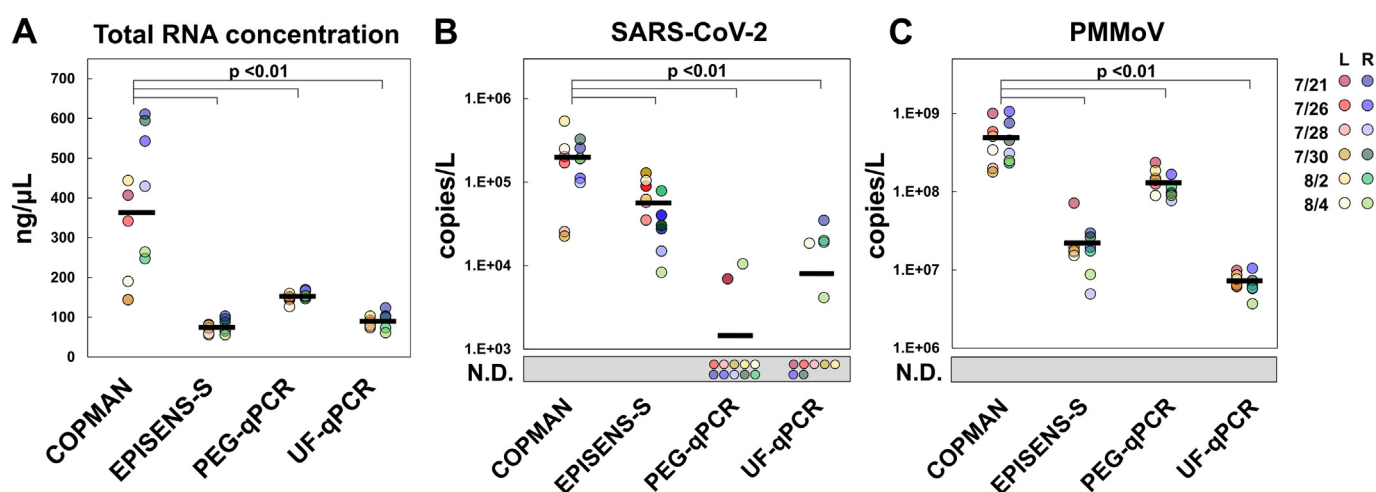 A Total RNA concentration
p <0.01
ng/µL
700
600
500
400
300
200
100
0
COPMAN
EPISENS-S
PEG-qPCR
UF-qPCR
B SARS-CoV-2
p <0.01
copies/L
1.E+06
1.E+05
1.E+04
1.E+03
N.D.
COPMAN
EPISENS-S
PEG-qPCR
UF-qPCR
C PMMoV
p <0.01
copies/L
1.E+09
1.E+08
1.E+07
1.E+06
N.D.
COPMAN
EPISENS-S
PEG-qPCR
UF-qPCR
L R
7/21
7/26
7/28
7/30
8/2
8/4